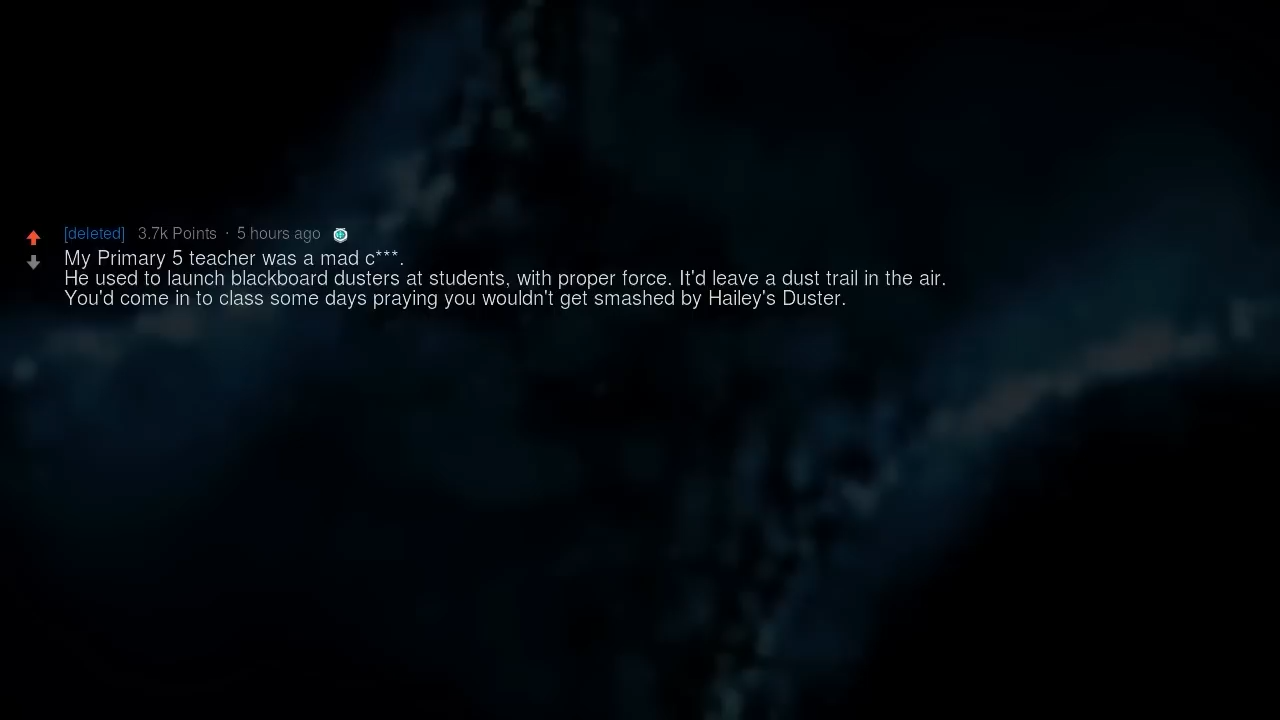 [deleted] 3.7k Points · 5 hours ago
My Primary 5 teacher was a mad c***.
He used to launch blackboard dusters at students, with proper force. It'd leave a dust trail in the air.
You'd come in to class some days praying you wouldn't get smashed by Hailey's Duster.